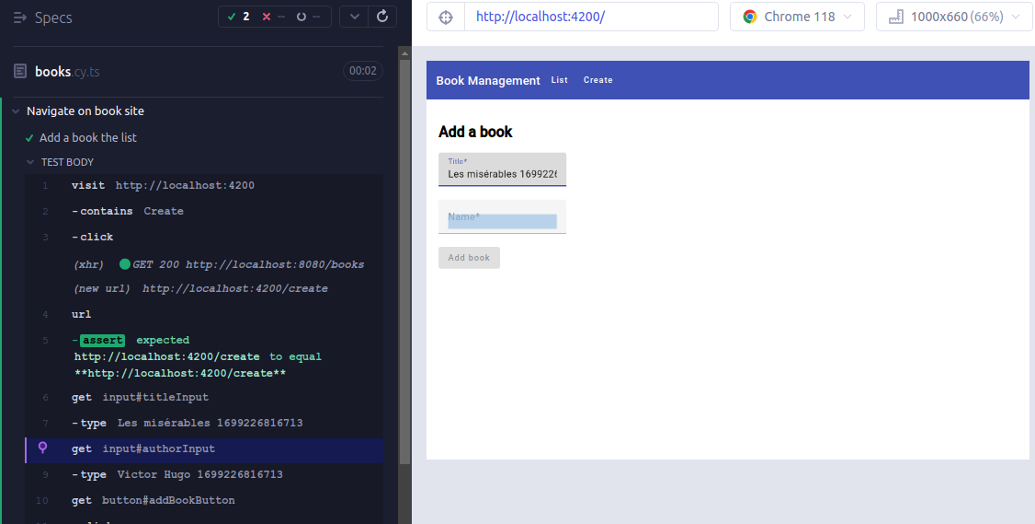 Specs
2
--
--
books.cy.ts
00:02
Navigate on book site
Add a book the list
TEST BODY
1 visit http://localhost:4200
2 -contains Create
3 -click
(xhr) GET 200 http://localhost:8080/books
(new url) http://localhost:4200/create
4 url
5 -assert expected
http://localhost:4200/create to equal
**http://localhost:4200/create**
6 get input#titleInput
7 -type Les misérables 1699226816713
get input#authorInput
9 -type Victor Hugo 1699226816713
10 get button#addBookButton
http://localhost:4200/
Chrome 118
1000x660 (66%)
Book Management List Create
Add a book
Title*
Les misérables 1699226
Name*
Add book